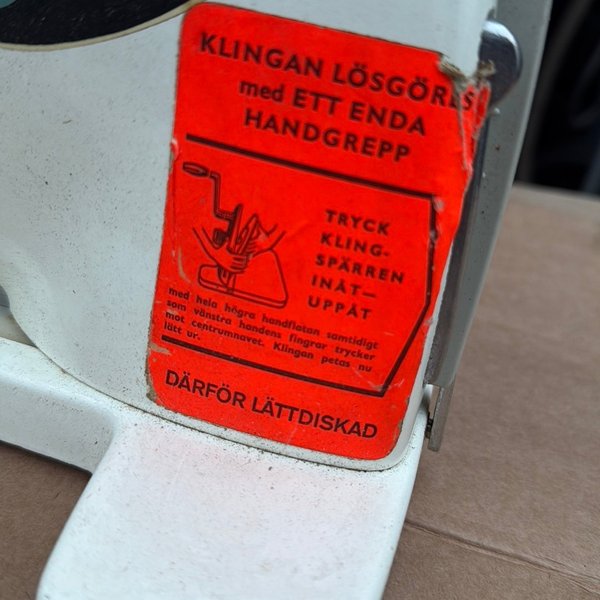 KLINGAN LÖSGÖRES
med ETT ENDA
HANDGREPP
TRYCK
KLING-
SPÄRREN
INÅT—
UPPÅT
med hela högra handflatan samtidigt
som vänstra handens fingrar trycker
mot centrumnavet. Klingan petas nu
lätt ur.
DÄRFÖR LÄTTDISKAD